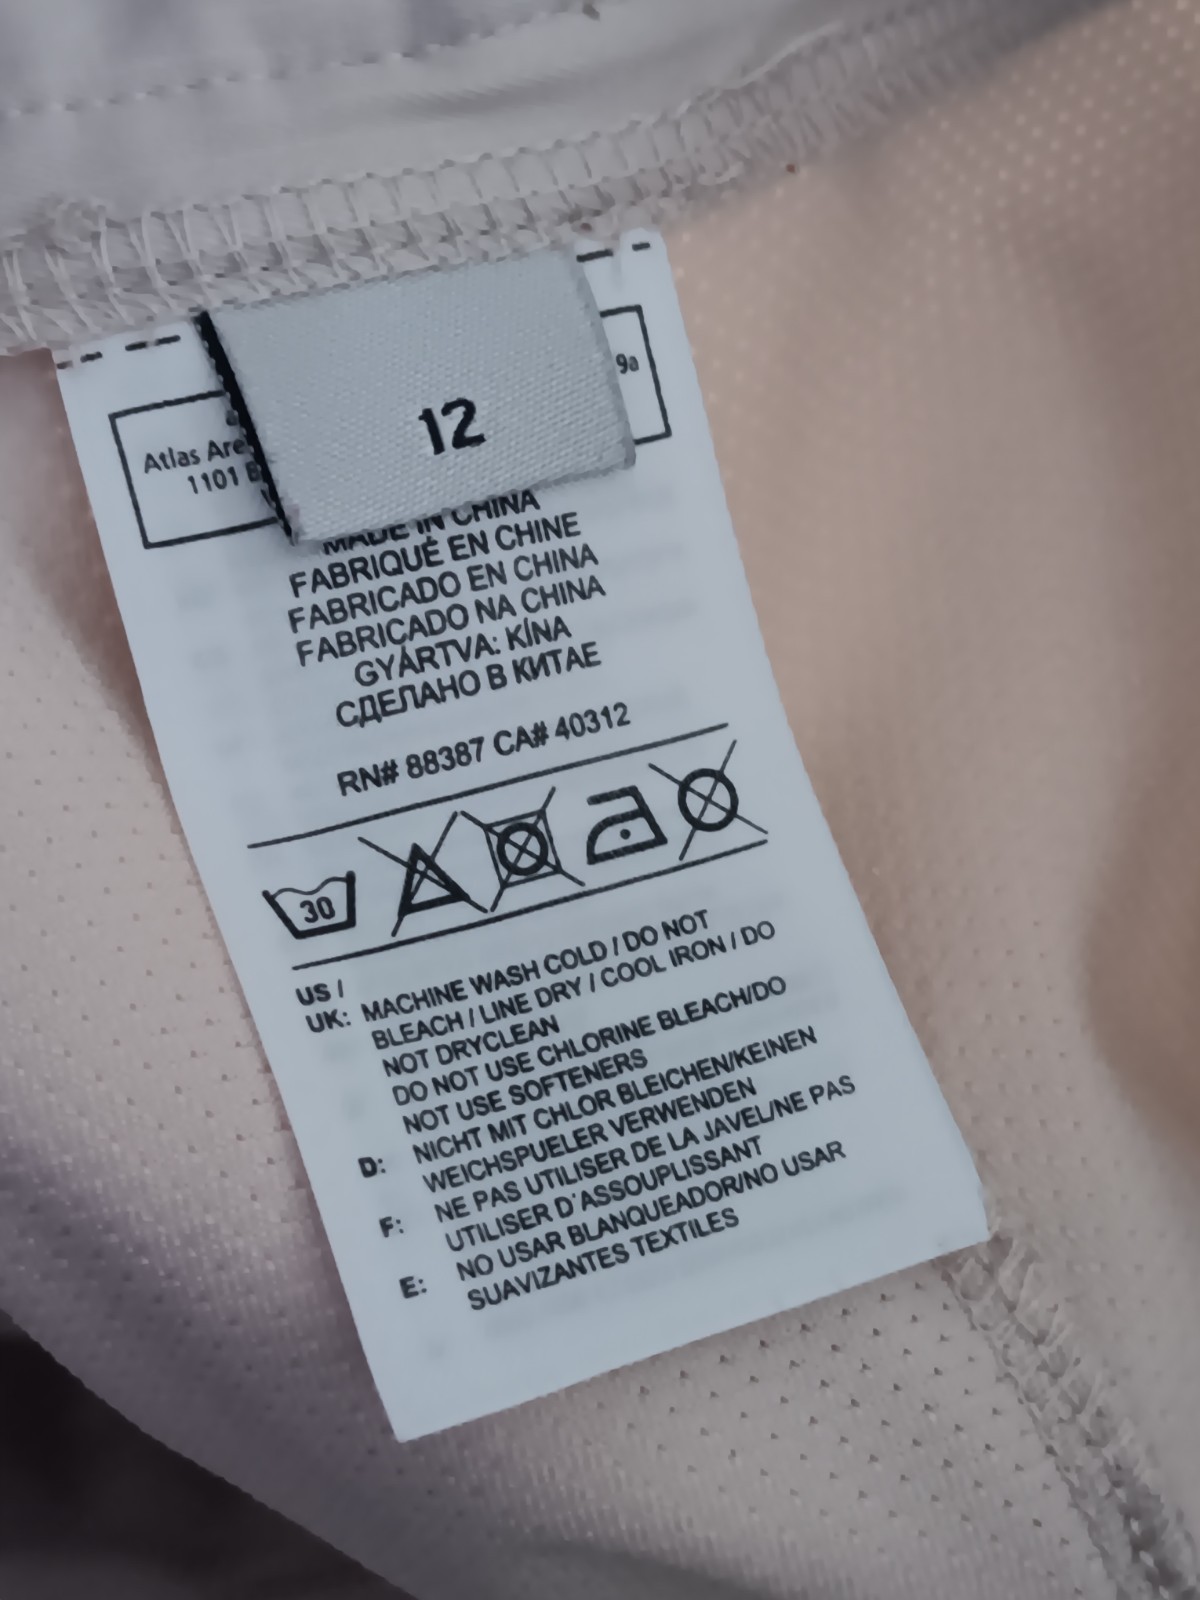 12
9a
Atlas Are
1101
MADE IN CHINA
FABRIQUÉ EN CHINE
FABRICADO EN CHINA
FABRICADO NA CHINA
GYÁRTVA: KÍNA
СДЕЛАНО В КИТАЕ
RN# 88387 CA# 40312
30
US /
UK: MACHINE WASH COLD / DO NOT
BLEACH / LINE DRY / COOL IRON / DO
NOT DRYCLEAN
DO NOT USE CHLORINE BLEACH/DO
NOT USE SOFTENERS
D: NICHT MIT CHLOR BLEICHEN/KEINEN
WEICHSPUELER VERWENDEN
F: NE PAS UTILISER DE LA JAVEL/NE PAS
UTILISER D'ASSOUPLISSANT
E: NO USAR BLANQUEADOR/NO USAR
SUAVIZANTES TEXTILES